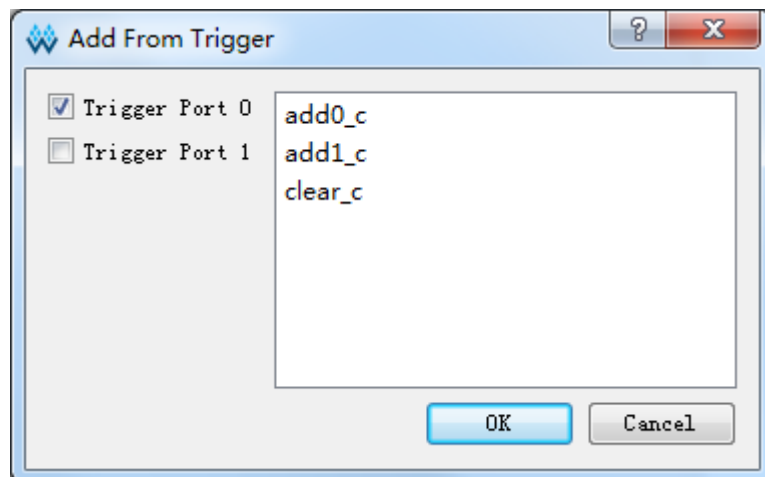 Add From Trigger
Trigger Port 0
Trigger Port 1
add0_c
add1_c
clear_c
OK
Cancel